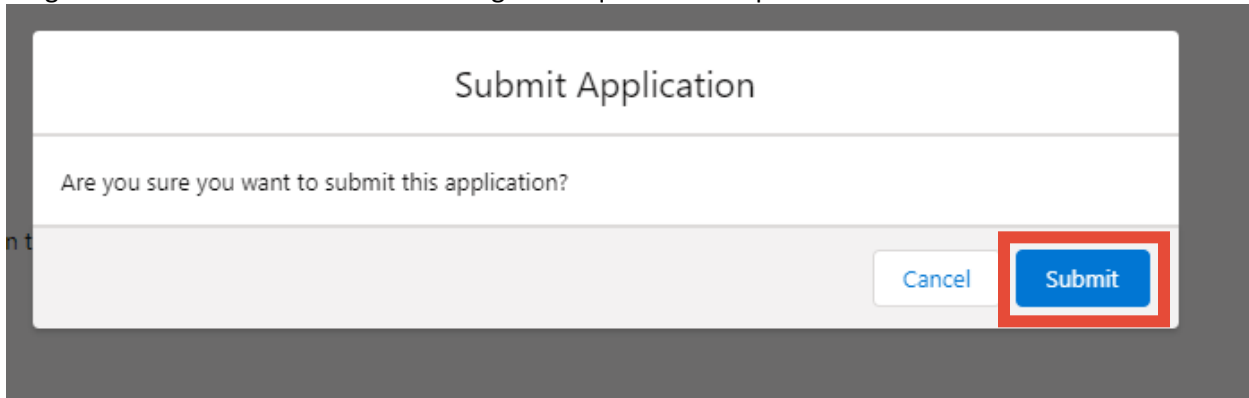 Submit Application
Are you sure you want to submit this application?
n t
Cancel
Submit